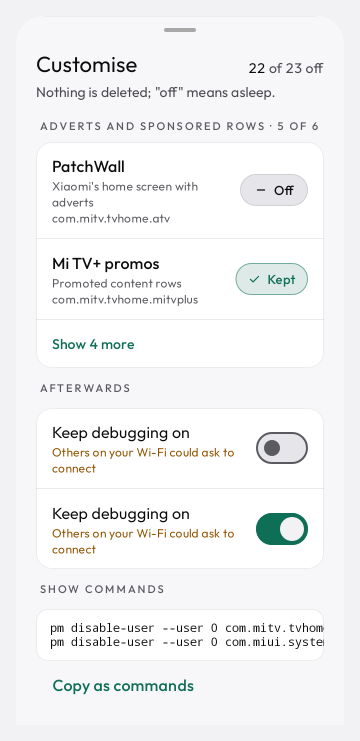 Customise
22 of 23 off
Nothing is deleted; "off" means asleep.
ADVERTS AND SPONSORED ROWS · 5 OF 6
PatchWall
Xiaomi's home screen with
adverts
com.mitv.tvhome.atv
Off
Mi TV+ promos
Promoted content rows
com.mitv.tvhome.mitvplus
Kept
Show 4 more
AFTERWARDS
Keep debugging on
Others on your Wi-Fi could ask to
connect
Keep debugging on
Others on your Wi-Fi could ask to
connect
SHOW COMMANDS
pm disable-user --user 0 com.mitv.tvhom
pm disable-user --user 0 com.miui.syste
Copy as commands